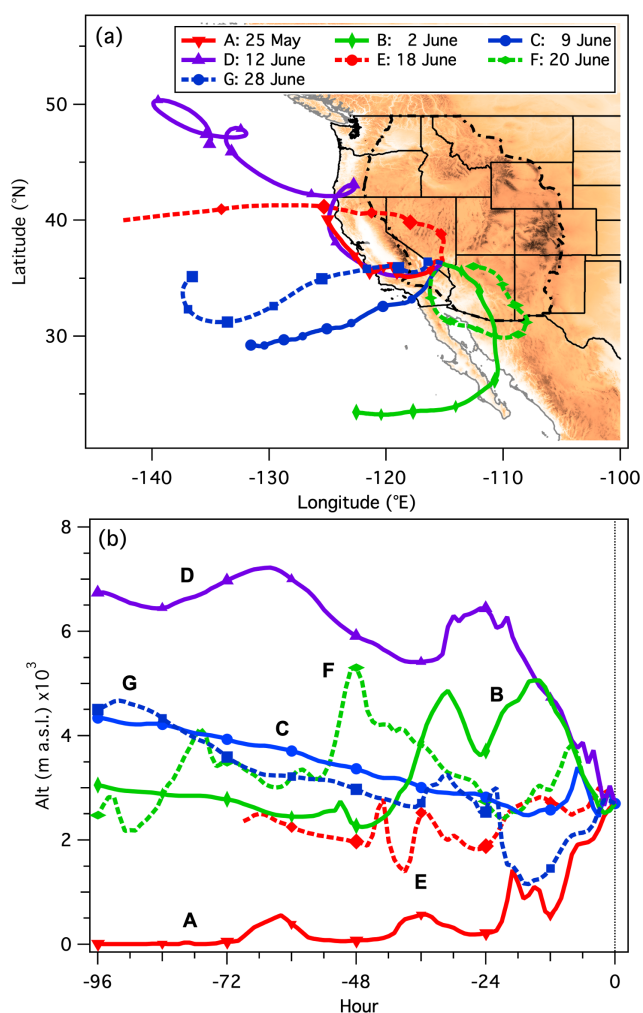 (a)
A: 25 May B: 2 June C: 9 June
D: 12 June E: 18 June F: 20 June
G: 28 June
50
40
30
Latitude (°N)
-140 -130 -120 -110 -100
Longitude (°E)
8
6
4
2
0
Alt (m a.s.l.) x10³
(b)
D
G
F
B
C
E
A
-96 -72 -48 -24 0
Hour